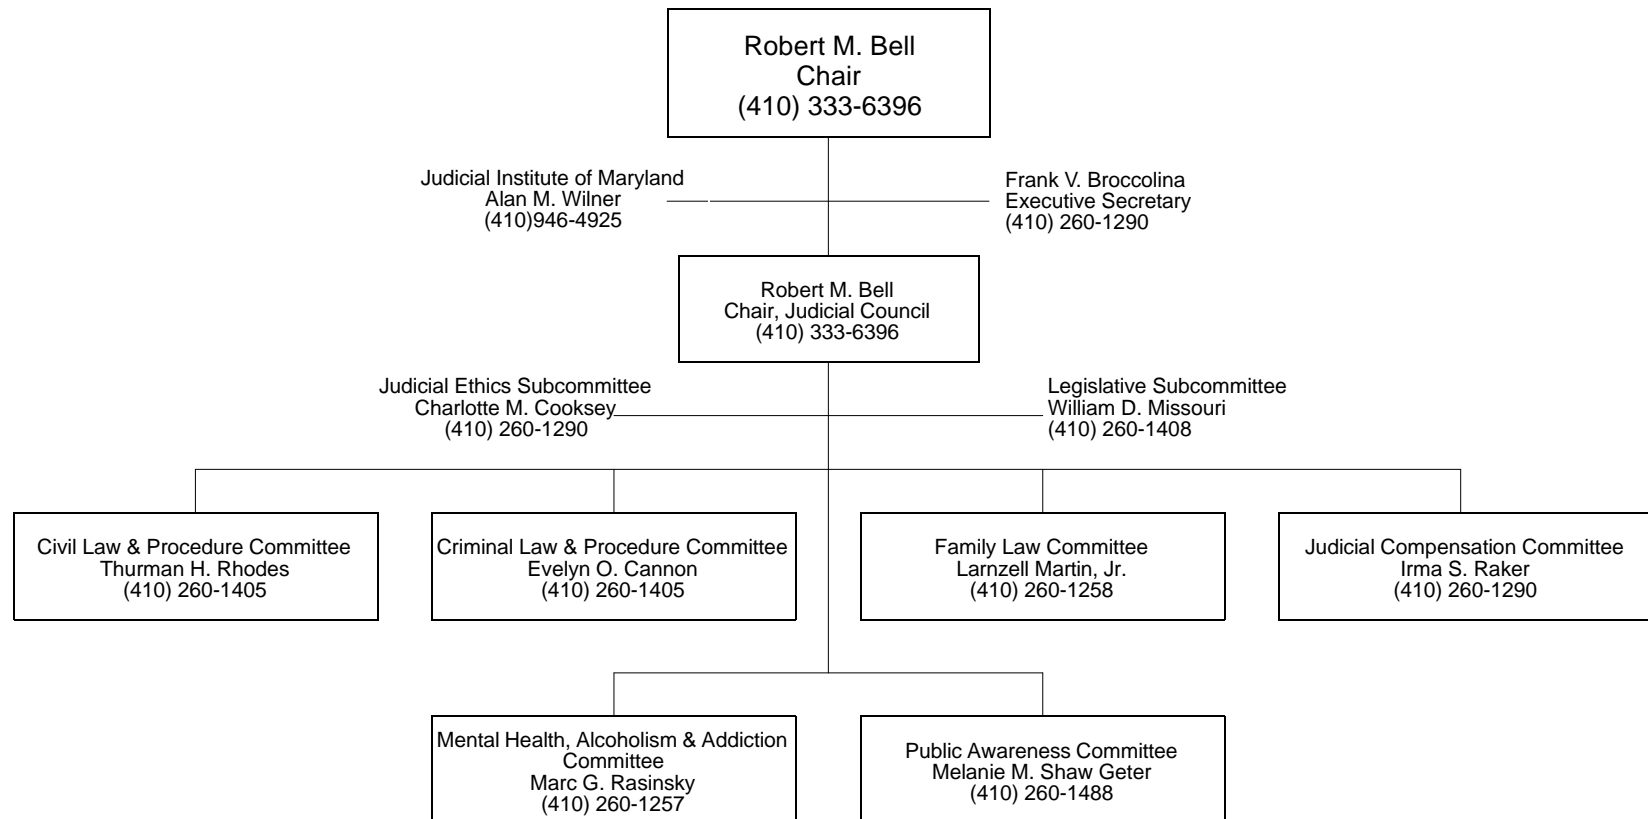 Robert M. Bell
Chair
(410) 333-6396
Judicial Institute of Maryland
Alan M. Wilner
(410)946-4925
Frank V. Broccolina
Executive Secretary
(410) 260-1290
Robert M. Bell
Chair, Judicial Council
(410) 333-6396
Judicial Ethics Subcommittee
Charlotte M. Cooksey
(410) 260-1290
Legislative Subcommittee
William D. Missouri
(410) 260-1408
Civil Law & Procedure Committee
Thurman H. Rhodes
(410) 260-1405
Criminal Law & Procedure Committee
Evelyn O. Cannon
(410) 260-1405
Family Law Committee
Larnzell Martin, Jr.
(410) 260-1258
Judicial Compensation Committee
Irma S. Raker
(410) 260-1290
Mental Health, Alcoholism & Addiction
Committee
Marc G. Rasinsky
(410) 260-1257
Public Awareness Committee
Melanie M. Shaw Geter
(410) 260-1488